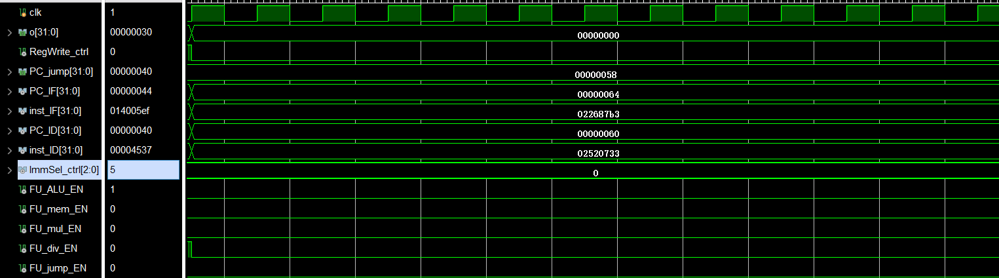 clk 1
o[31:0] 00000030 00000000
RegWrite_ctrl 0
PC_jump[31:0] 00000040 00000058
PC_IF[31:0] 00000044 00000064
inst_IF[31:0] 014005ef 022687b3
PC_ID[31:0] 00000040 00000060
inst_ID[31:0] 00004537 02520733
ImmSel_ctrl[2:0] 5 0
FU_ALU_EN 1
FU_mem_EN 0
FU_mul_EN 0
FU_div_EN 0
FU_jump_EN 0